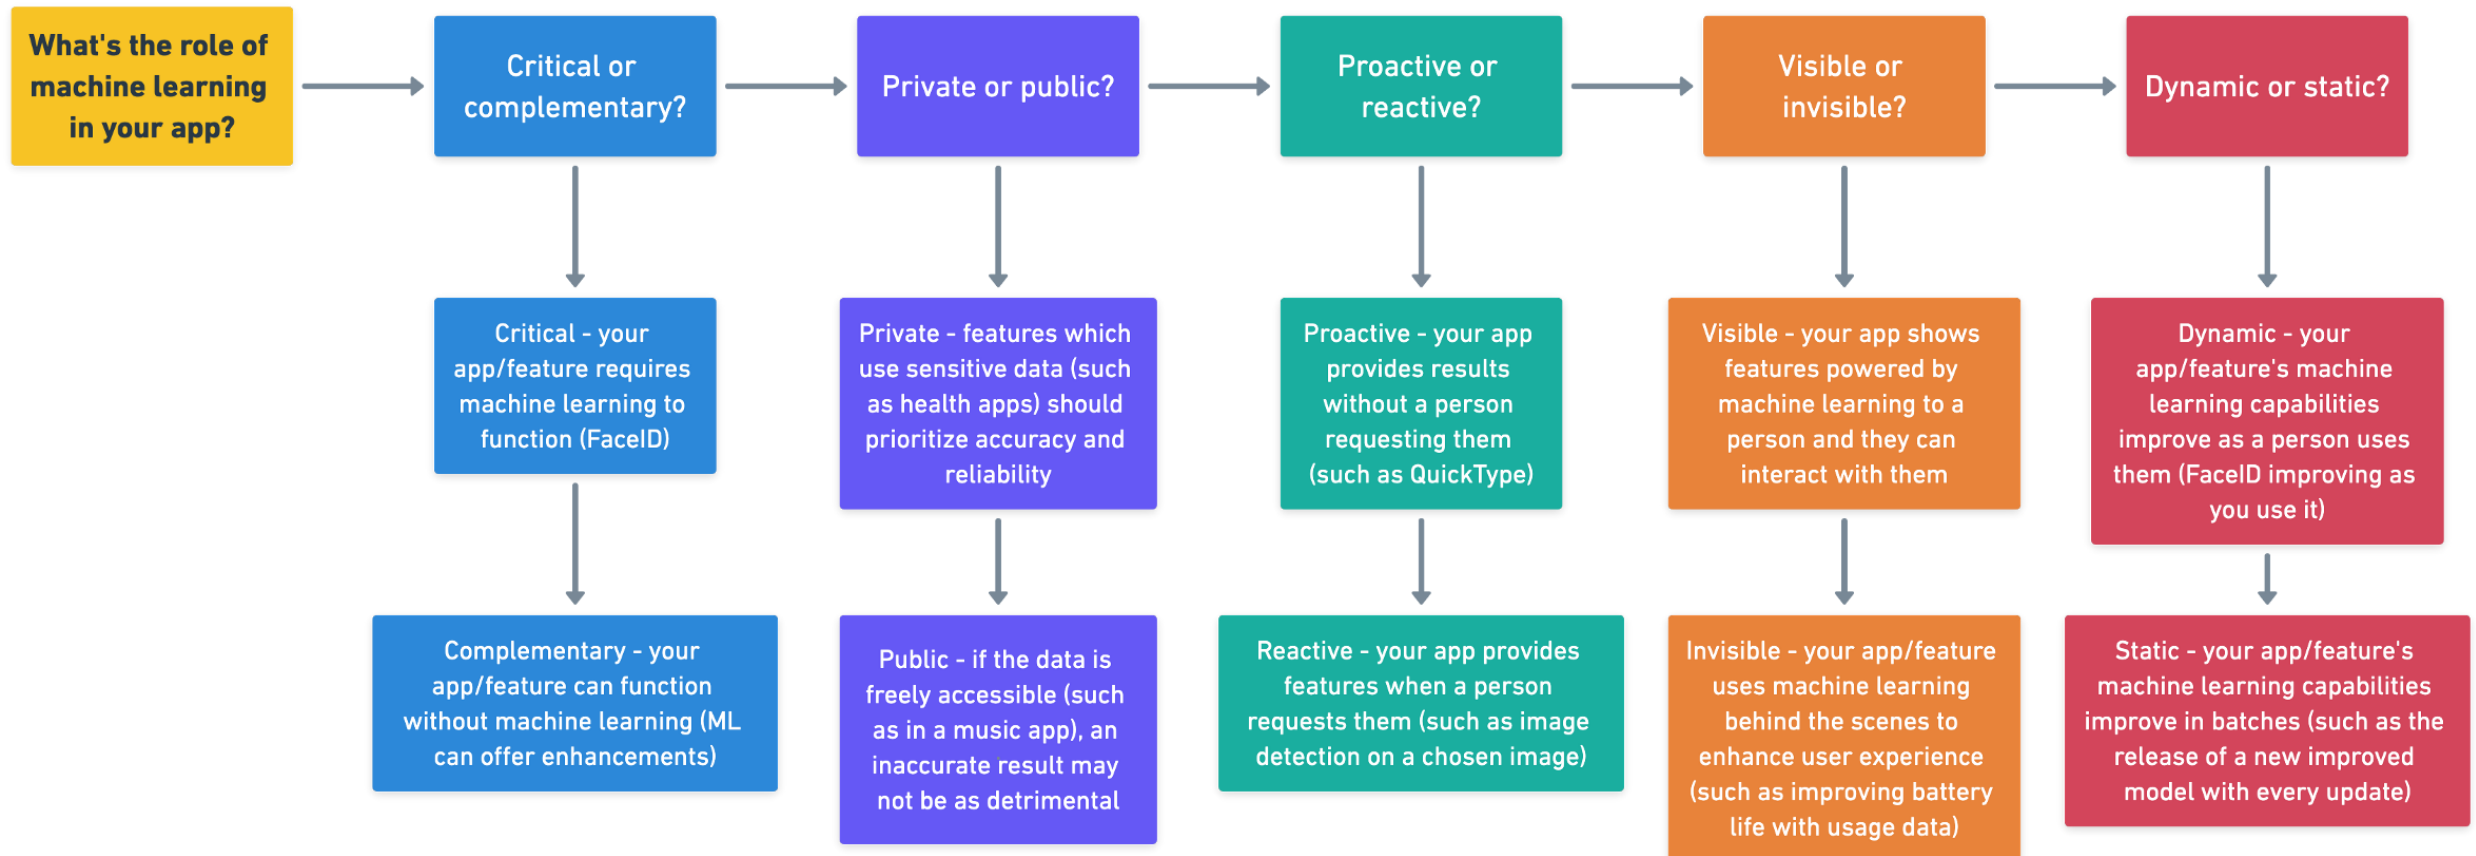 What's the role of
machine learning
in your app?
Critical or
complementary?
Private or public?
Proactive or
reactive?
Visible or
invisible?
Dynamic or static?
Critical - your
app/feature requires
machine learning to
function (FaceID)
Private - features which
use sensitive data (such
as health apps) should
prioritize accuracy and
reliability
Proactive - your app
provides results
without a person
requesting them
(such as QuickType)
Visible - your app shows
features powered by
machine learning to a
person and they can
interact with them
Dynamic - your
app/feature's machine
learning capabilities
improve as a person uses
them (FaceID improving as
you use it)
Complementary - your
app/feature can function
without machine learning (ML
can offer enhancements)
Public - if the data is
freely accessible (such
as in a music app), an
inaccurate result may
not be as detrimental
Reactive - your app provides
features when a person
requests them (such as image
detection on a chosen image)
Invisible - your app/feature
uses machine learning
behind the scenes to
enhance user experience
(such as improving battery
life with usage data)
Static - your app/feature's
machine learning capabilities
improve in batches (such as the
release of a new improved
model with every update)